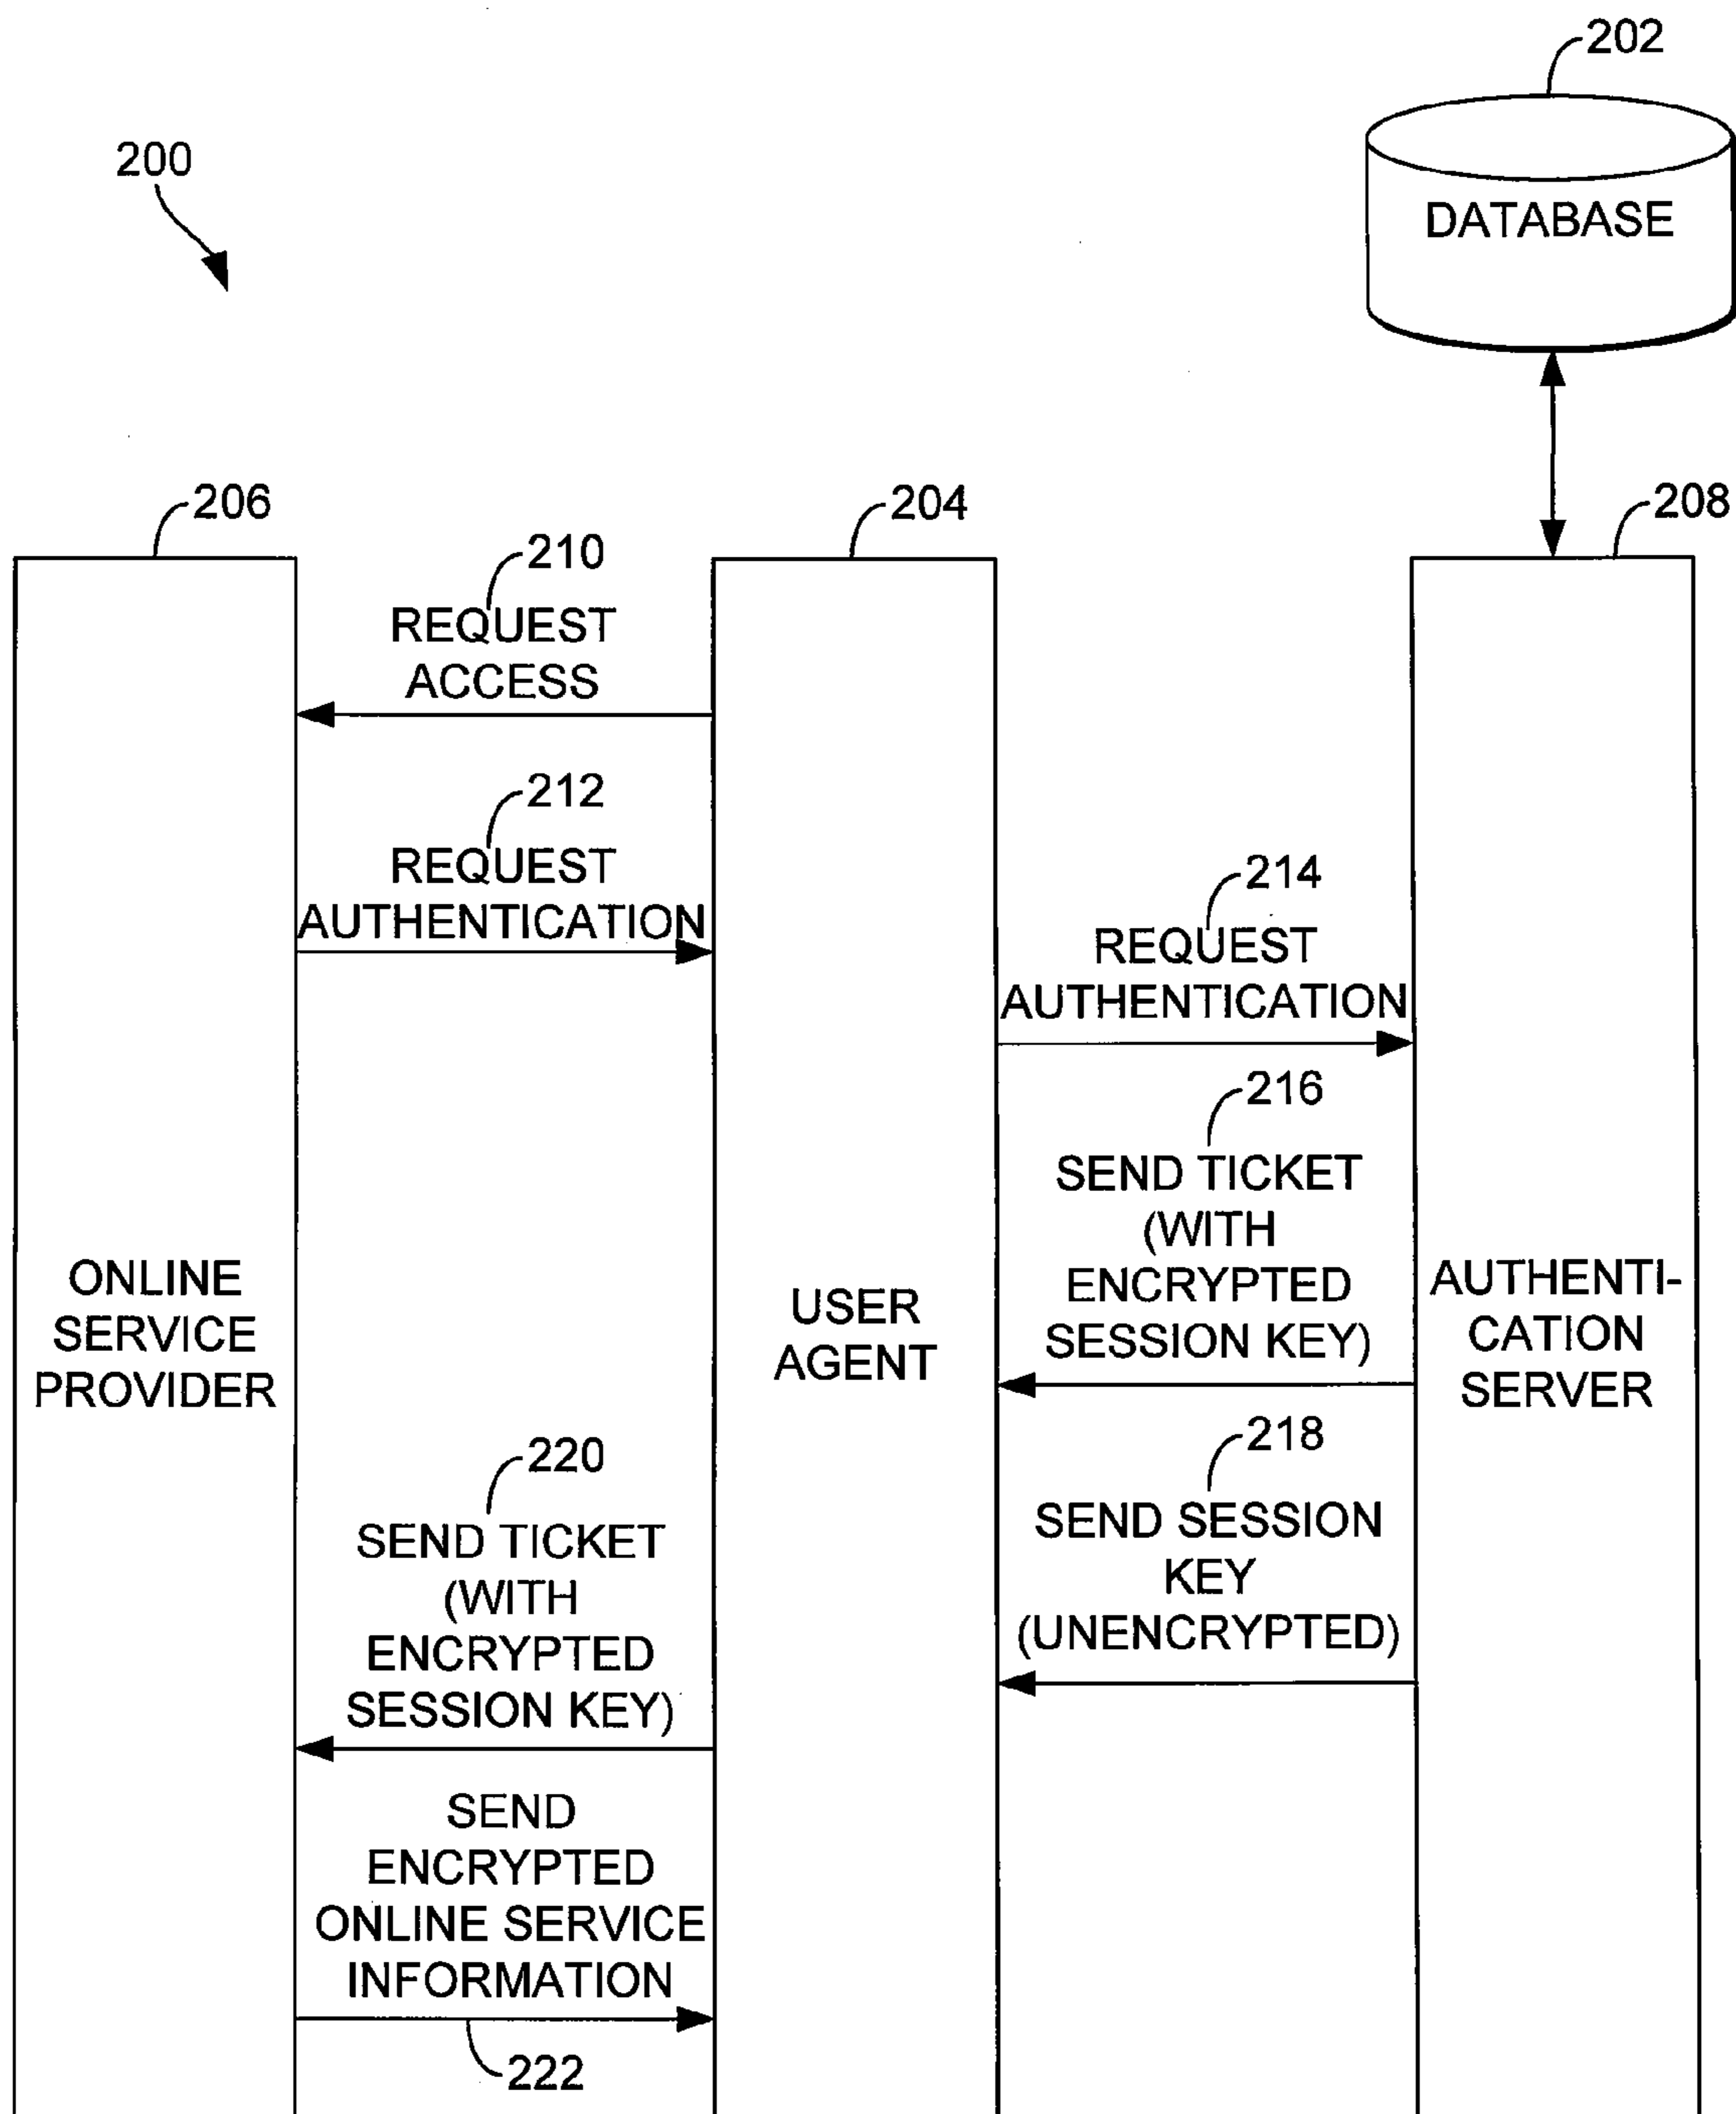 202
200
DATABASE
206
204
208
210
REQUEST
ACCESS
212
REQUEST
AUTHENTICATION
214
REQUEST
AUTHENTICATION
216
SEND TICKET
(WITH
ENCRYPTED
SESSION KEY)
ONLINE
SERVICE
PROVIDER
USER
AGENT
AUTHENTI-
CATION
SERVER
218
SEND SESSION
KEY
(UNENCRYPTED)
220
SEND TICKET
(WITH
ENCRYPTED
SESSION KEY)
SEND
ENCRYPTED
ONLINE SERVICE
INFORMATION
222